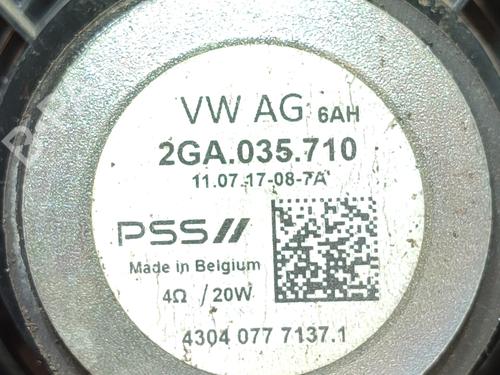 VW AG 6AH
2GA.035.710
11.07.17-08-7A
PSS//
Made in Belgium
4Ω / 20W
4304 077 7137.1